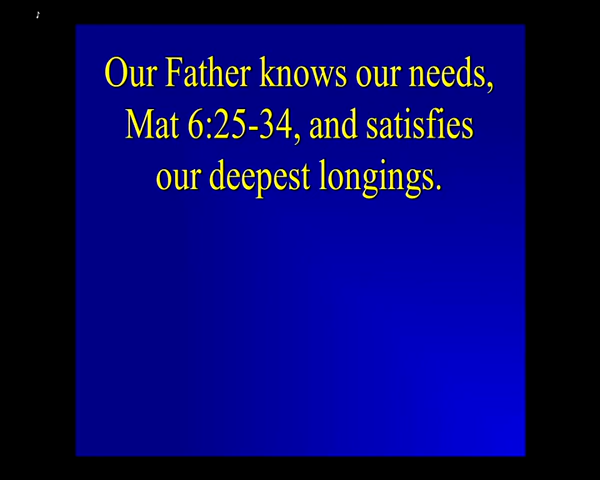 Our Father knows our needs,
Mat 6:25-34, and satisfies
our deepest longings.